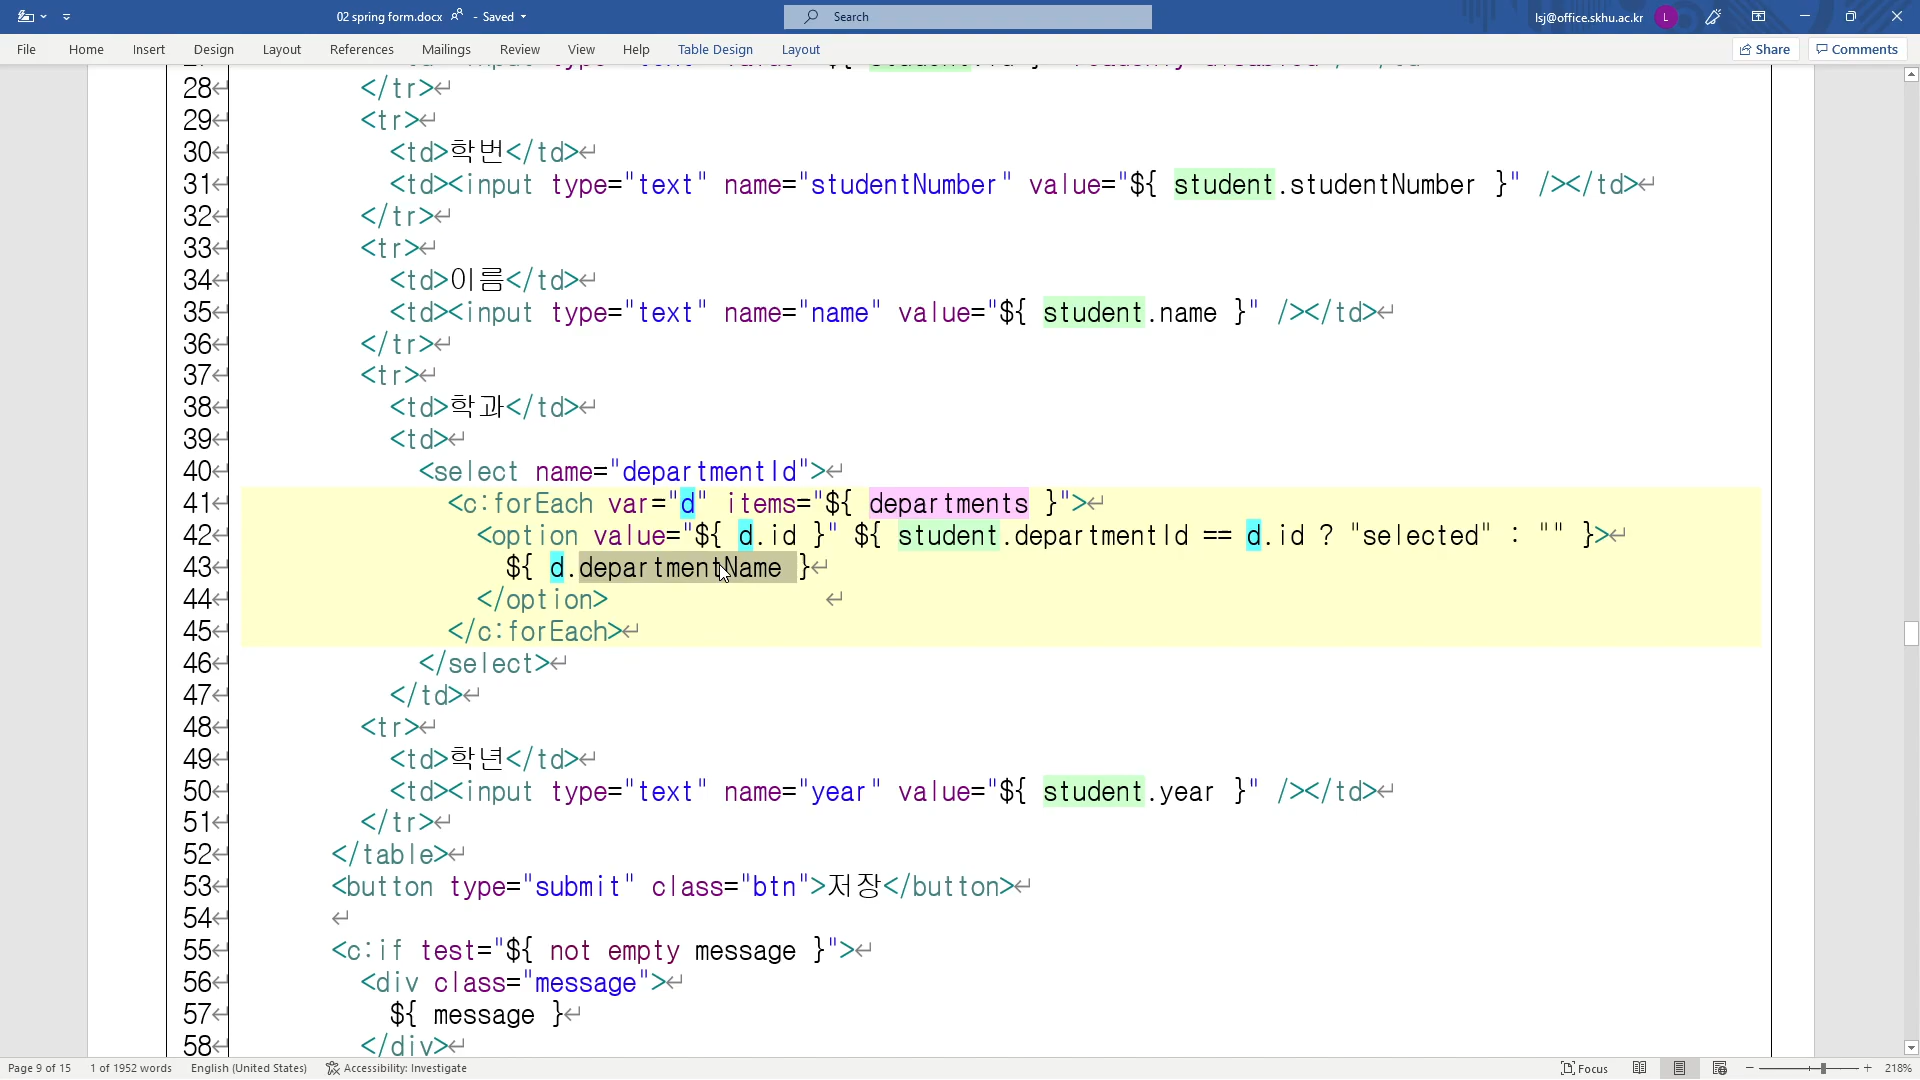 02 spring form.docx - Saved
Search
lsj@office.skhu.ac.kr L
File Home Insert Design Layout References Mailings Review View Help Table Design Layout Share Comments
28 </tr>
29 <tr>
30 <td>학번</td>
31 <td><input type="text" name="studentNumber" value="${ student.studentNumber }" /></td>
32 </tr>
33 <tr>
34 <td>이름</td>
35 <td><input type="text" name="name" value="${ student.name }" /></td>
36 </tr>
37 <tr>
38 <td>학과</td>
39 <td>
40 <select name="departmentId">
41 <c:forEach var="d" items="${ departments }">
42 <option value="${ d.id }" ${ student.departmentId == d.id ? "selected" : "" }>
43 ${ d.departmentName }
44 </option>
45 </c:forEach>
46 </select>
47 </td>
48 <tr>
49 <td>학년</td>
50 <td><input type="text" name="year" value="${ student.year }" /></td>
51 </tr>
52 </table>
53 <button type="submit" class="btn">저장</button>
54
55 <c:if test="${ not empty message }">
56 <div class="message">
57 ${ message }
58 </div>
Page 9 of 15 1 of 1952 words English (United States) Accessibility: Investigate Focus 218%